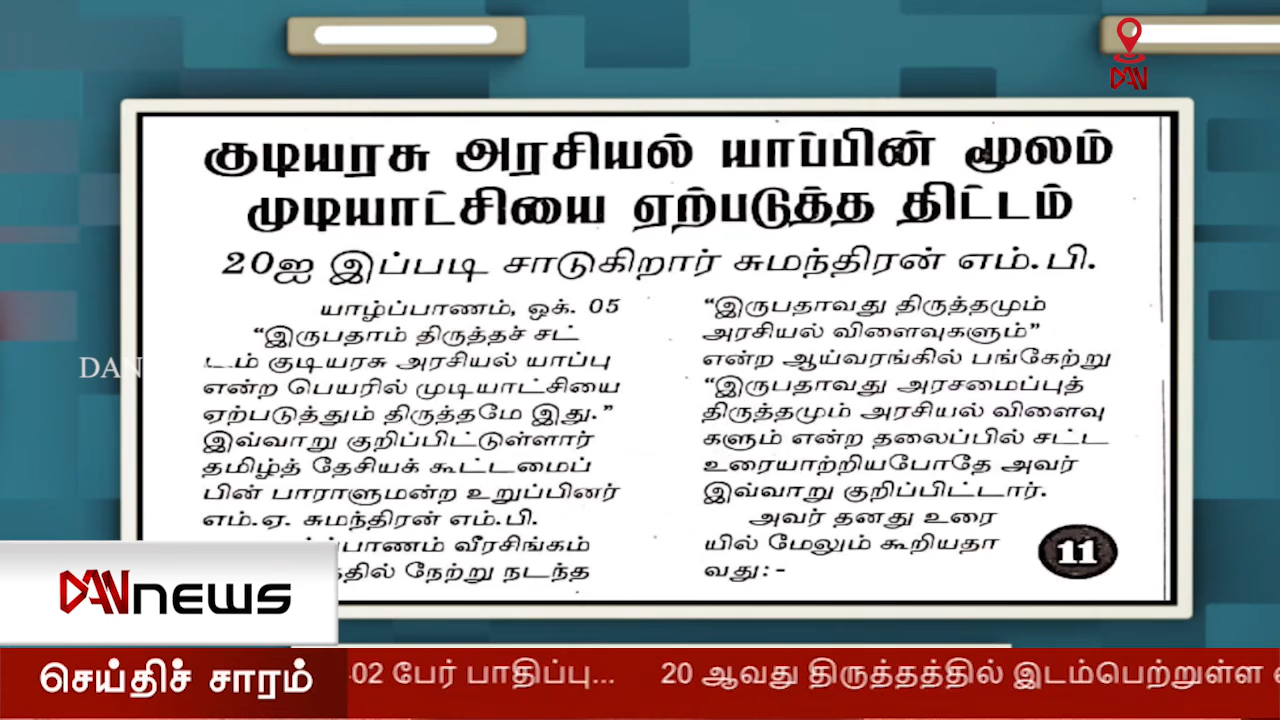 DAN
குடியரசு அரசியல் யாப்பின் மூலம்
முடியாட்சியை ஏற்படுத்த திட்டம்
20ஐ இப்படி சாடுகிறார் சுமந்திரன் எம்.பி.
யாழ்ப்பாணம், ஒக். 05
“இருபதாம் திருத்தச் சட்
டம் குடியரசு அரசியல் யாப்பு
என்ற பெயரில் முடியாட்சியை
ஏற்படுத்தும் திருத்தமே இது.”
இவ்வாறு குறிப்பிட்டுள்ளார்
தமிழ்த் தேசியக் கூட்டமைப்
பின் பாராளுமன்ற உறுப்பினர்
எம்.ஏ. சுமந்திரன் எம்.பி.
வீரசிங்கம்
நேற்று நடந்த
“இருபதாவது திருத்தமும்
அரசியல் விளைவுகளும்”
என்ற ஆய்வரங்கில் பங்கேற்று
“இருபதாவது அரசமைப்புத்
திருத்தமும் அரசியல் விளைவு
களும் என்ற தலைப்பில் சட்ட
உரையாற்றியபோதே அவர்
இவ்வாறு குறிப்பிட்டார்.
அவர் தனது உரை
யில் மேலும் கூறியதா
வது:-
11
DAN
DAN news
செய்திச் சாரம்
-02 பேர் பாதிப்பு... 20 ஆவது திருத்தத்தில் இடம்பெற்றுள்ள